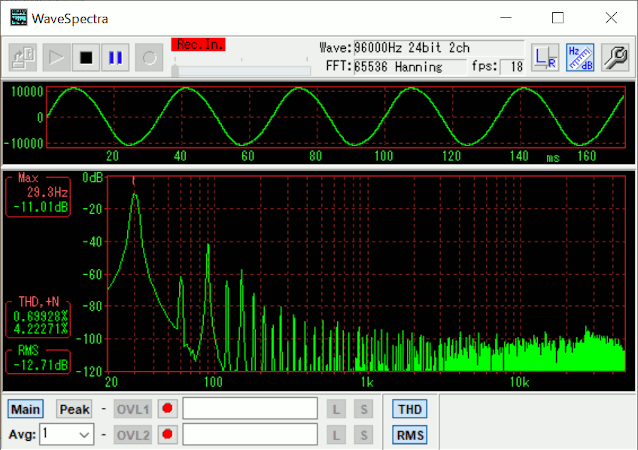 WaveSpectra
Rec.In.
Wave:96000Hz 24bit 2ch
FFT:65536 Hanning fps: 18
L R
Hz dB
10000
0
-10000
20 40 60 80 100 120 140 ms 160
Max
29.3Hz
-11.01dB
THD,+N
0.69928%
4.22271%
RMS
-12.71dB
0dB
-20
-40
-60
-80
-100
-120
20 100 1k 10k
Main Peak - OVL1 L S THD
Avg: 1 - OVL2 L S RMS